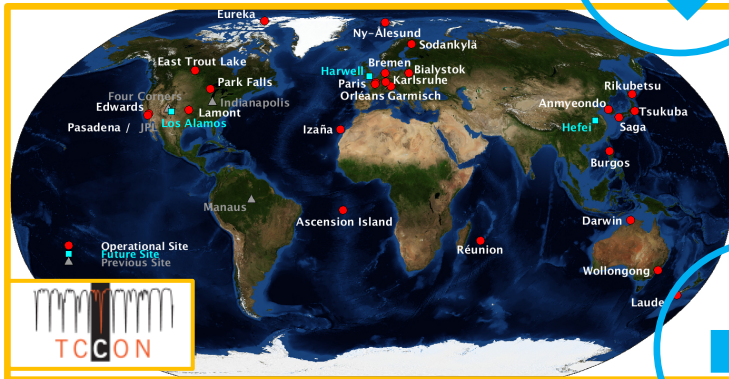 Eureka
Ny-Ålesund
Sodankylä
East Trout Lake
Bremen
Harwell
Bialystok
Park Falls
Paris
Karlsruhe
Rikubetsu
Four Corners
Indianapolis
Orléans Garmisch
Anmyeondo
Edwards
Lamont
Tsukuba
Pasadena / JPL
Los Alamos
Izaña
Hefei
Saga
Burgos
Manaus
Ascension Island
Darwin
Réunion
Operational Site
Future Site
Previous Site
Wollongong
Laude
TCCON